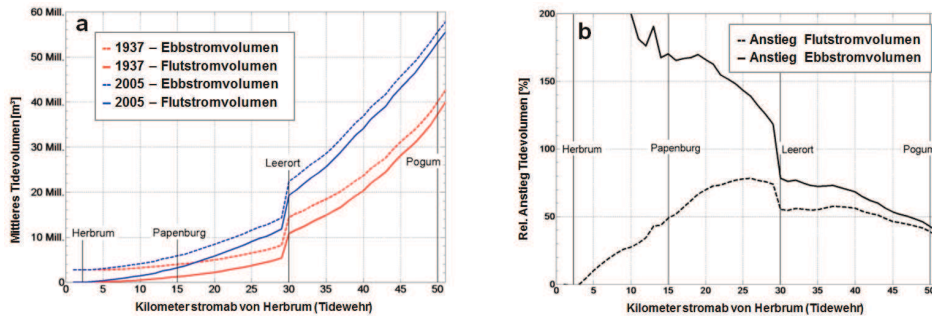 a
60 Mill.
50 Mill.
40 Mill.
30 Mill.
20 Mill.
10 Mill.
0
Mittleres Tidevolumen [m³]
1937 – Ebbstromvolumen
1937 – Flutstromvolumen
2005 – Ebbstromvolumen
2005 – Flutstromvolumen
Leerort
Pogum
Herbrum
Papenburg
0 5 10 15 20 25 30 35 40 45 50
Kilometer stromab von Herbrum (Tidewehr)
b
200
150
100
50
0
Rel. Anstieg Tidevolumen [%]
Anstieg Flutstromvolumen
Anstieg Ebbstromvolumen
Herbrum
Papenburg
Leerort
Pogum
0 5 10 15 20 25 30 35 40 45 50
Kilometer stromab von Herbrum (Tidewehr)